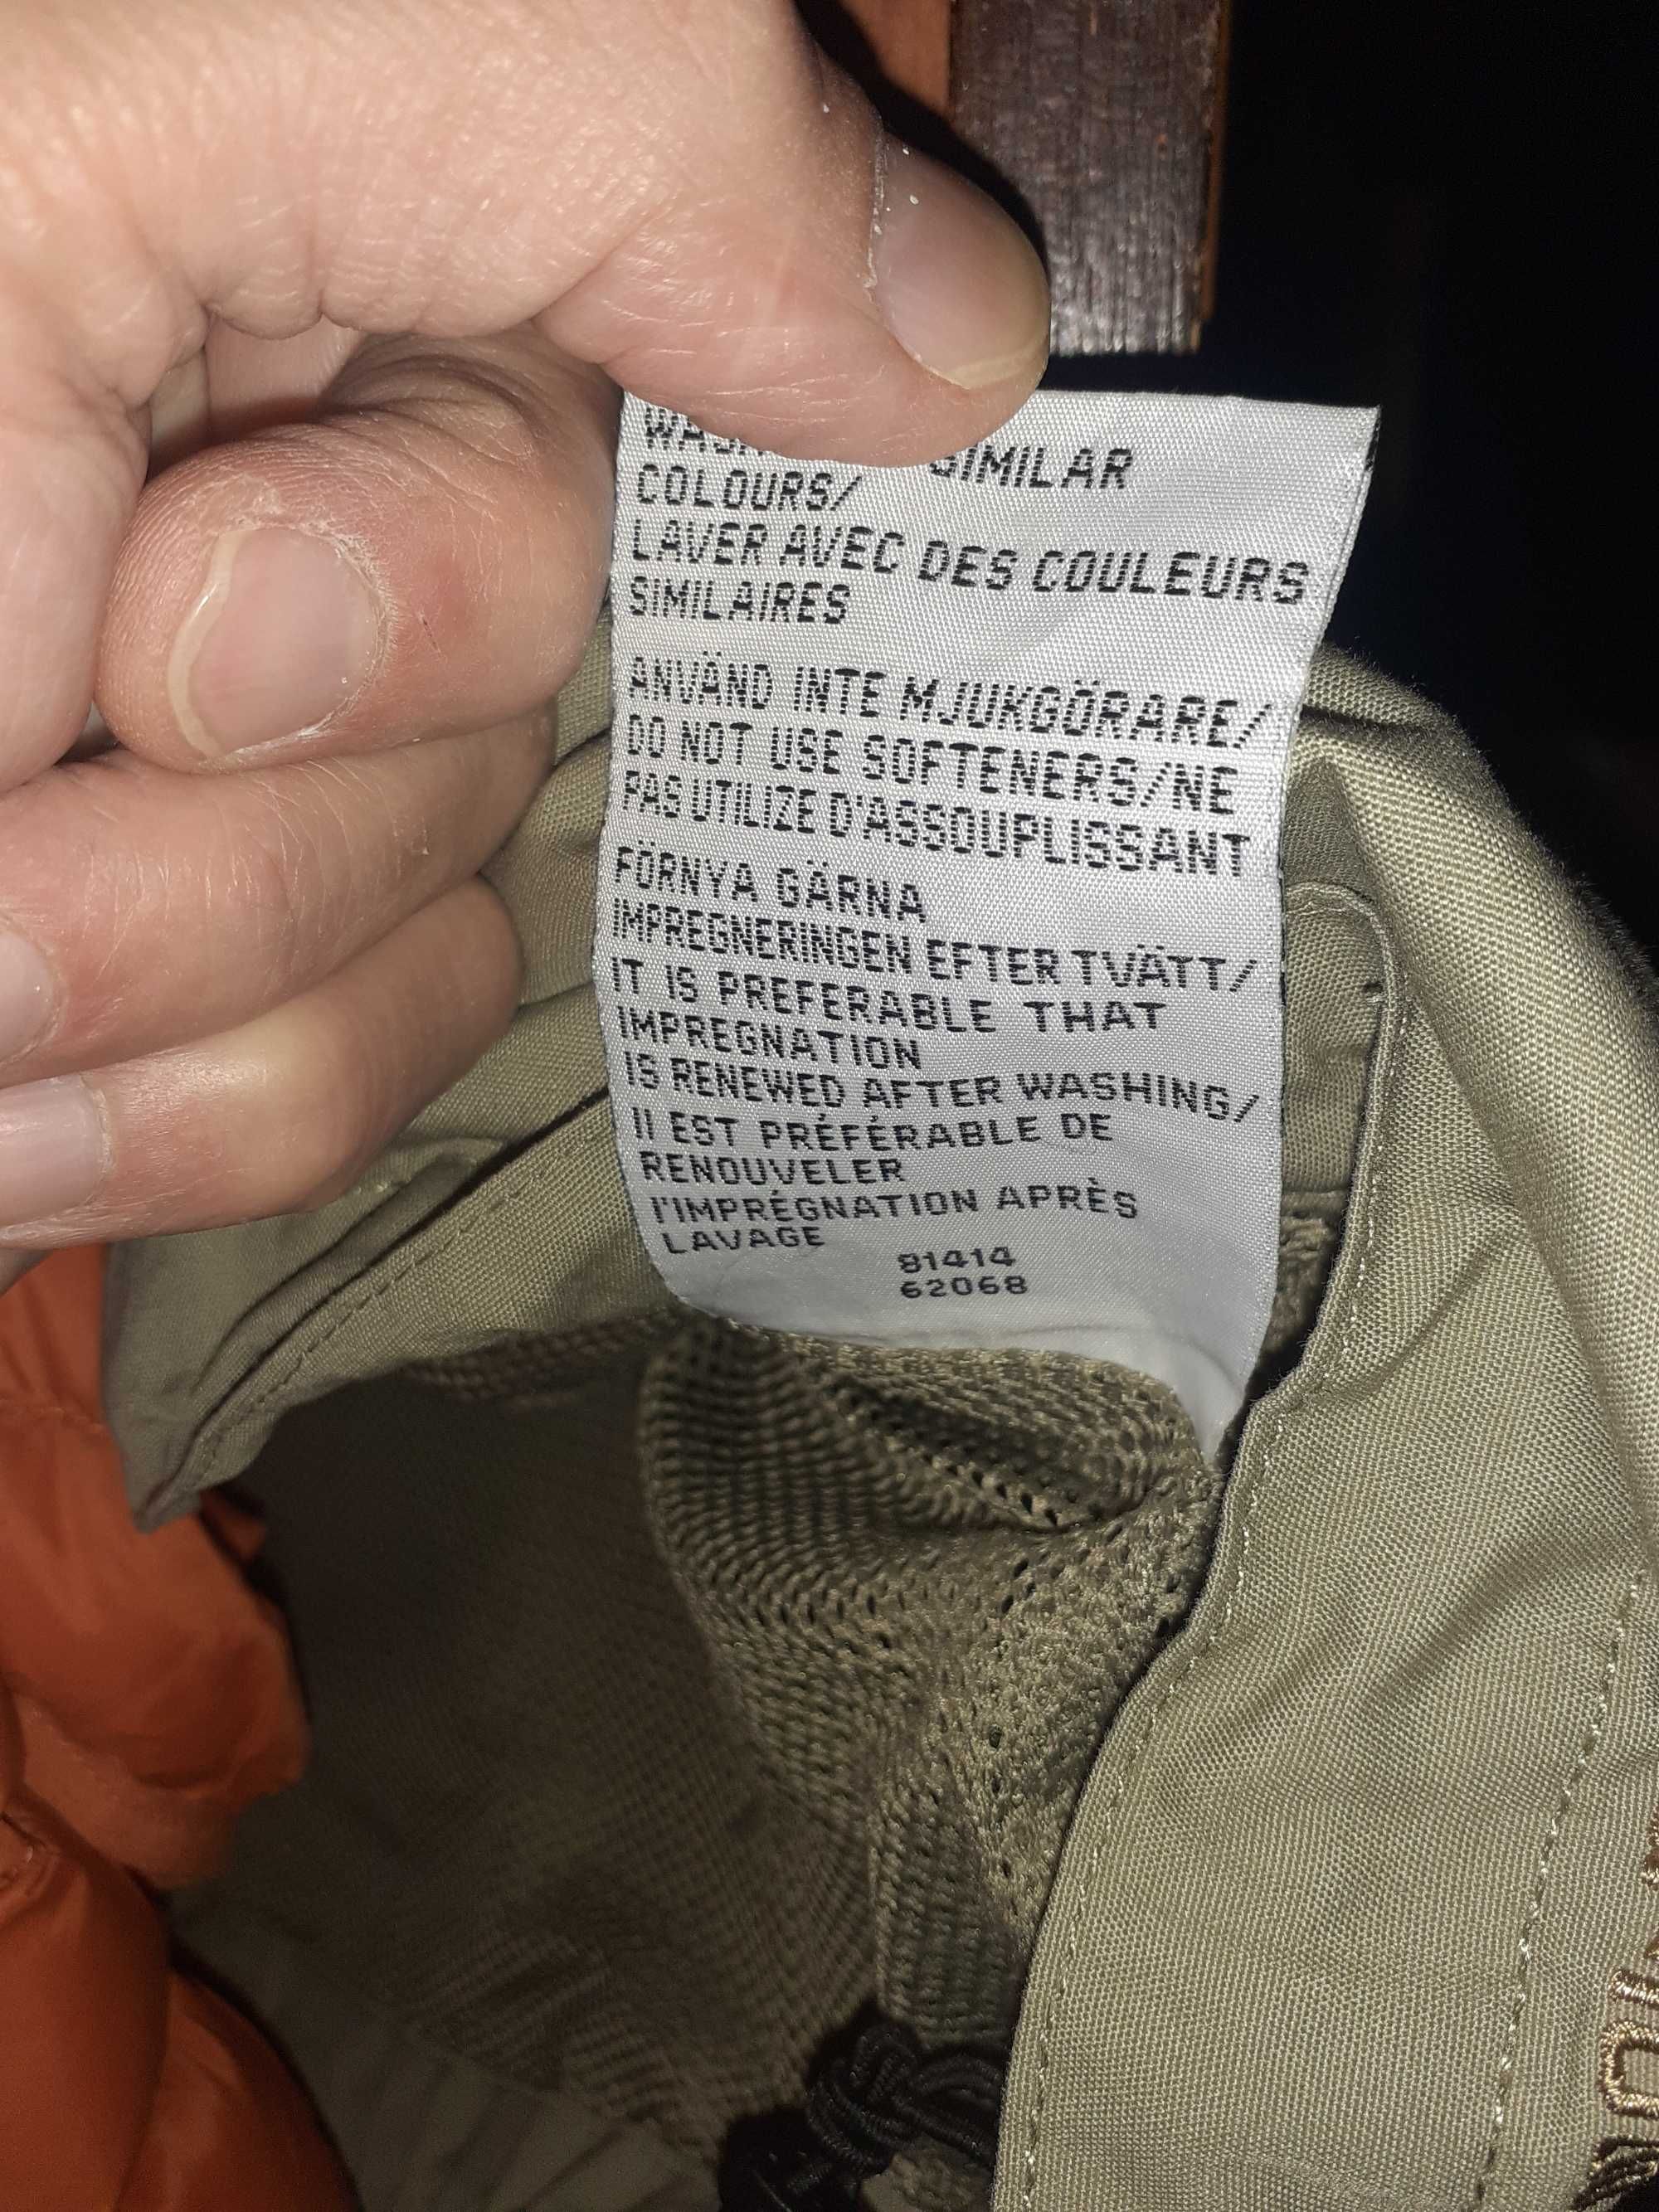 SIMILAR
COLOURS/
LAVER AVEC DES COULEURS
SIMILAIRES
ANVÄND INTE MJUKGÖRARE/
DO NOT USE SOFTENERS/NE
PAS UTILIZE D'ASSOUPLISSANT
FÖRNYA GÄRNA
IMPREGNERINGEN EFTER TVÄTT/
IT IS PREFERABLE THAT
IMPREGNATION
IS RENEWED AFTER WASHING/
Il EST PRÉFÉRABLE DE
RENOUVELER
l'IMPRÉGNATION APRÈS
LAVAGE
81414
62068